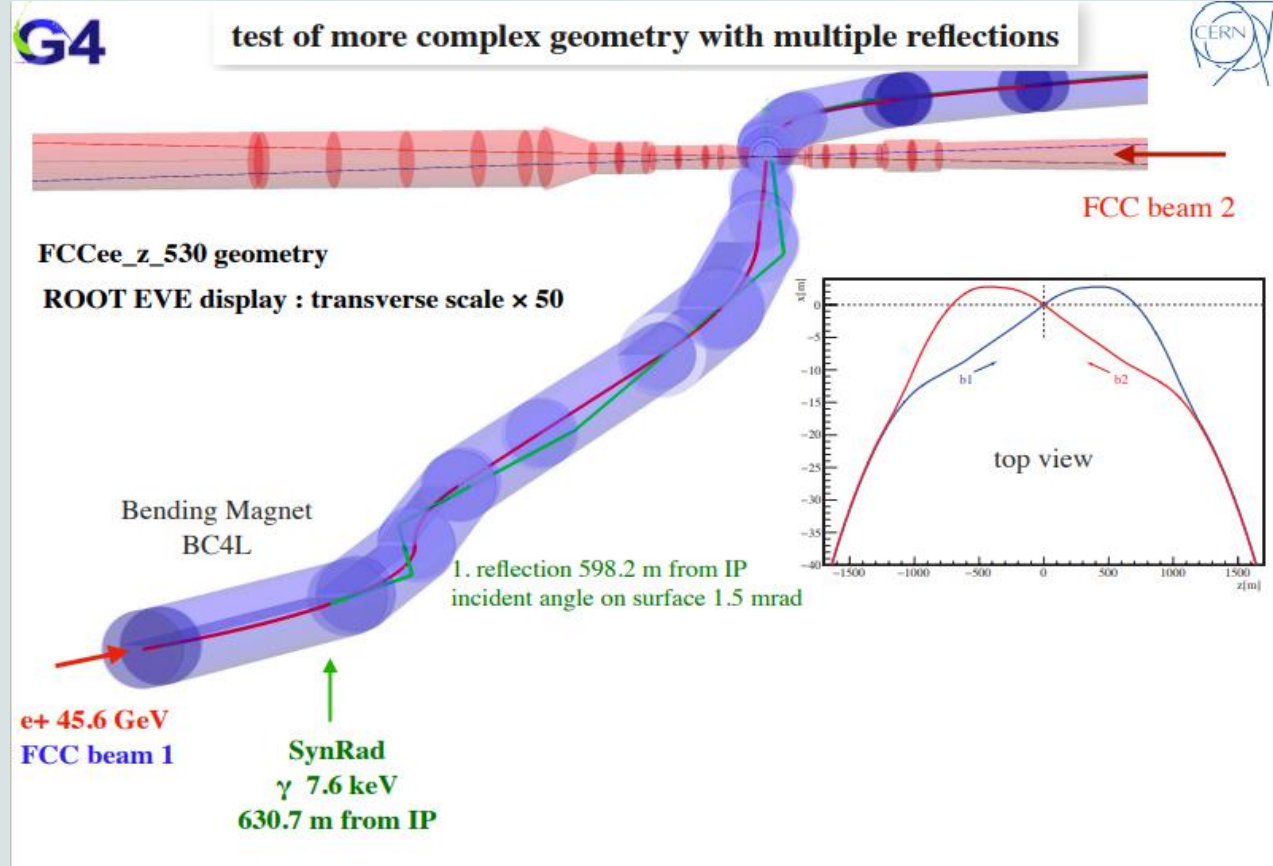 G4
test of more complex geometry with multiple reflections
CERN
FCC beam 2
FCCee_z_530 geometry
ROOT EVE display : transverse scale × 50
x[m]
0
−5
−10
−15
−20
−25
−30
−35
−40
b1
b2
top view
−1500
−1000
−500
0
500
1000
1500
z[m]
Bending Magnet
BC4L
1. reflection 598.2 m from IP
incident angle on surface 1.5 mrad
e+ 45.6 GeV
FCC beam 1
SynRad
γ 7.6 keV
630.7 m from IP